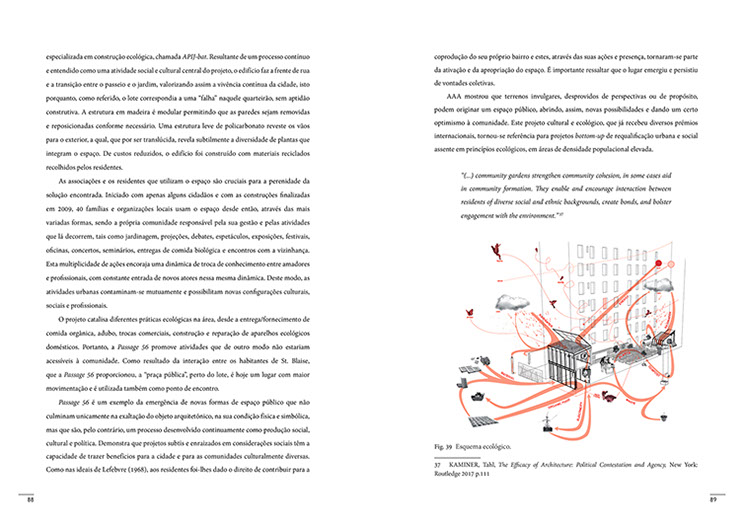 especializada em construção ecológica, chamada APIJ-bat. Resultante de um processo contínuo
e entendido como uma atividade social e cultural central do projeto, o edifício faz a frente de rua
e a transição entre o passeio e o jardim, valorizando assim a vivência contínua da cidade, isto
porquanto, como referido, o lote correspondia a uma “falha” naquele quarteirão, sem aptidão
construtiva. A estrutura em madeira é modular permitindo que as paredes sejam removidas
e reposicionadas conforme necessário. Uma estrutura leve de policarbonato reveste os vãos
para o exterior, a qual, que por ser translúcida, revela subtilmente a diversidade de plantas que
integram o espaço. De custos reduzidos, o edifício foi construído com materiais reciclados
recolhidos pelos residentes.
As associações e os residentes que utilizam o espaço são cruciais para a perenidade da
solução encontrada. Iniciado com apenas alguns cidadãos e com as construções finalizadas
em 2009, 40 famílias e organizações locais usam o espaço desde então, através das mais
variadas formas, sendo a própria comunidade responsável pela sua gestão e pelas atividades
que lá decorrem, tais como jardinagem, projeções, debates, espetáculos, exposições, festivais,
oficinas, concertos, seminários, entregas de comida biológica e encontros com a vizinhança.
Esta multiplicidade de ações encoraja uma dinâmica de troca de conhecimento entre amadores
e profissionais, com constante entrada de novos atores nessa mesma dinâmica. Deste modo, as
atividades urbanas contaminam-se mutuamente e possibilitam novas configurações culturais,
sociais e profissionais.
O projeto catalisa diferentes práticas ecológicas na área, desde a entrega/fornecimento de
comida orgânica, adubo, trocas comerciais, construção e reparação de aparelhos ecológicos
domésticos. Portanto, a Passage 56 promove atividades que de outro modo não estariam
acessíveis à comunidade. Como resultado da interação entre os habitantes de St. Blaise,
que a Passage 56 proporcionou, a “praça pública”, perto do lote, é hoje um lugar com maior
movimentação e é utilizada também como ponto de encontro.
Passage 56 é um exemplo da emergência de novas formas de espaço público que não
culminam unicamente na exaltação do objeto arquitetónico, na sua condição física e simbólica,
mas que são, pelo contrário, um processo desenvolvido continuamente como produção social,
cultural e política. Demonstra que projetos subtis e enraizados em considerações sociais têm a
capacidade de trazer benefícios para a cidade e para as comunidades culturalmente diversas.
Como nas ideais de Lefebvre (1968), aos residentes foi-lhes dado o direito de contribuir para a
88
coprodução do seu próprio bairro e estes, através das suas ações e presença, tornaram-se parte
da ativação e da apropriação do espaço. É importante ressaltar que o lugar emergiu e persistiu
de vontades coletivas.
AAA mostrou que terrenos invulgares, desprovidos de perspectivas ou de propósito,
podem originar um espaço público, abrindo, assim, novas possibilidades e dando um certo
optimismo à comunidade. Este projeto cultural e ecológico, que já recebeu diversos prémios
internacionais, tornou-se referência para projetos bottom-up de requalificação urbana e social
assente em princípios ecológicos, em áreas de densidade populacional elevada.
“(...) community gardens strengthen community cohesion, in some cases aid
in community formation. They enable and encourage interaction between
residents of diverse social and ethnic backgrounds, create bonds, and bolster
engagement with the environment.”37
Fig. 39 Esquema ecológico.
37 KAMINER, Tahl, The Efficacy of Architecture: Political Contestation and Agency, New York:
Routledge 2017 p.111
89